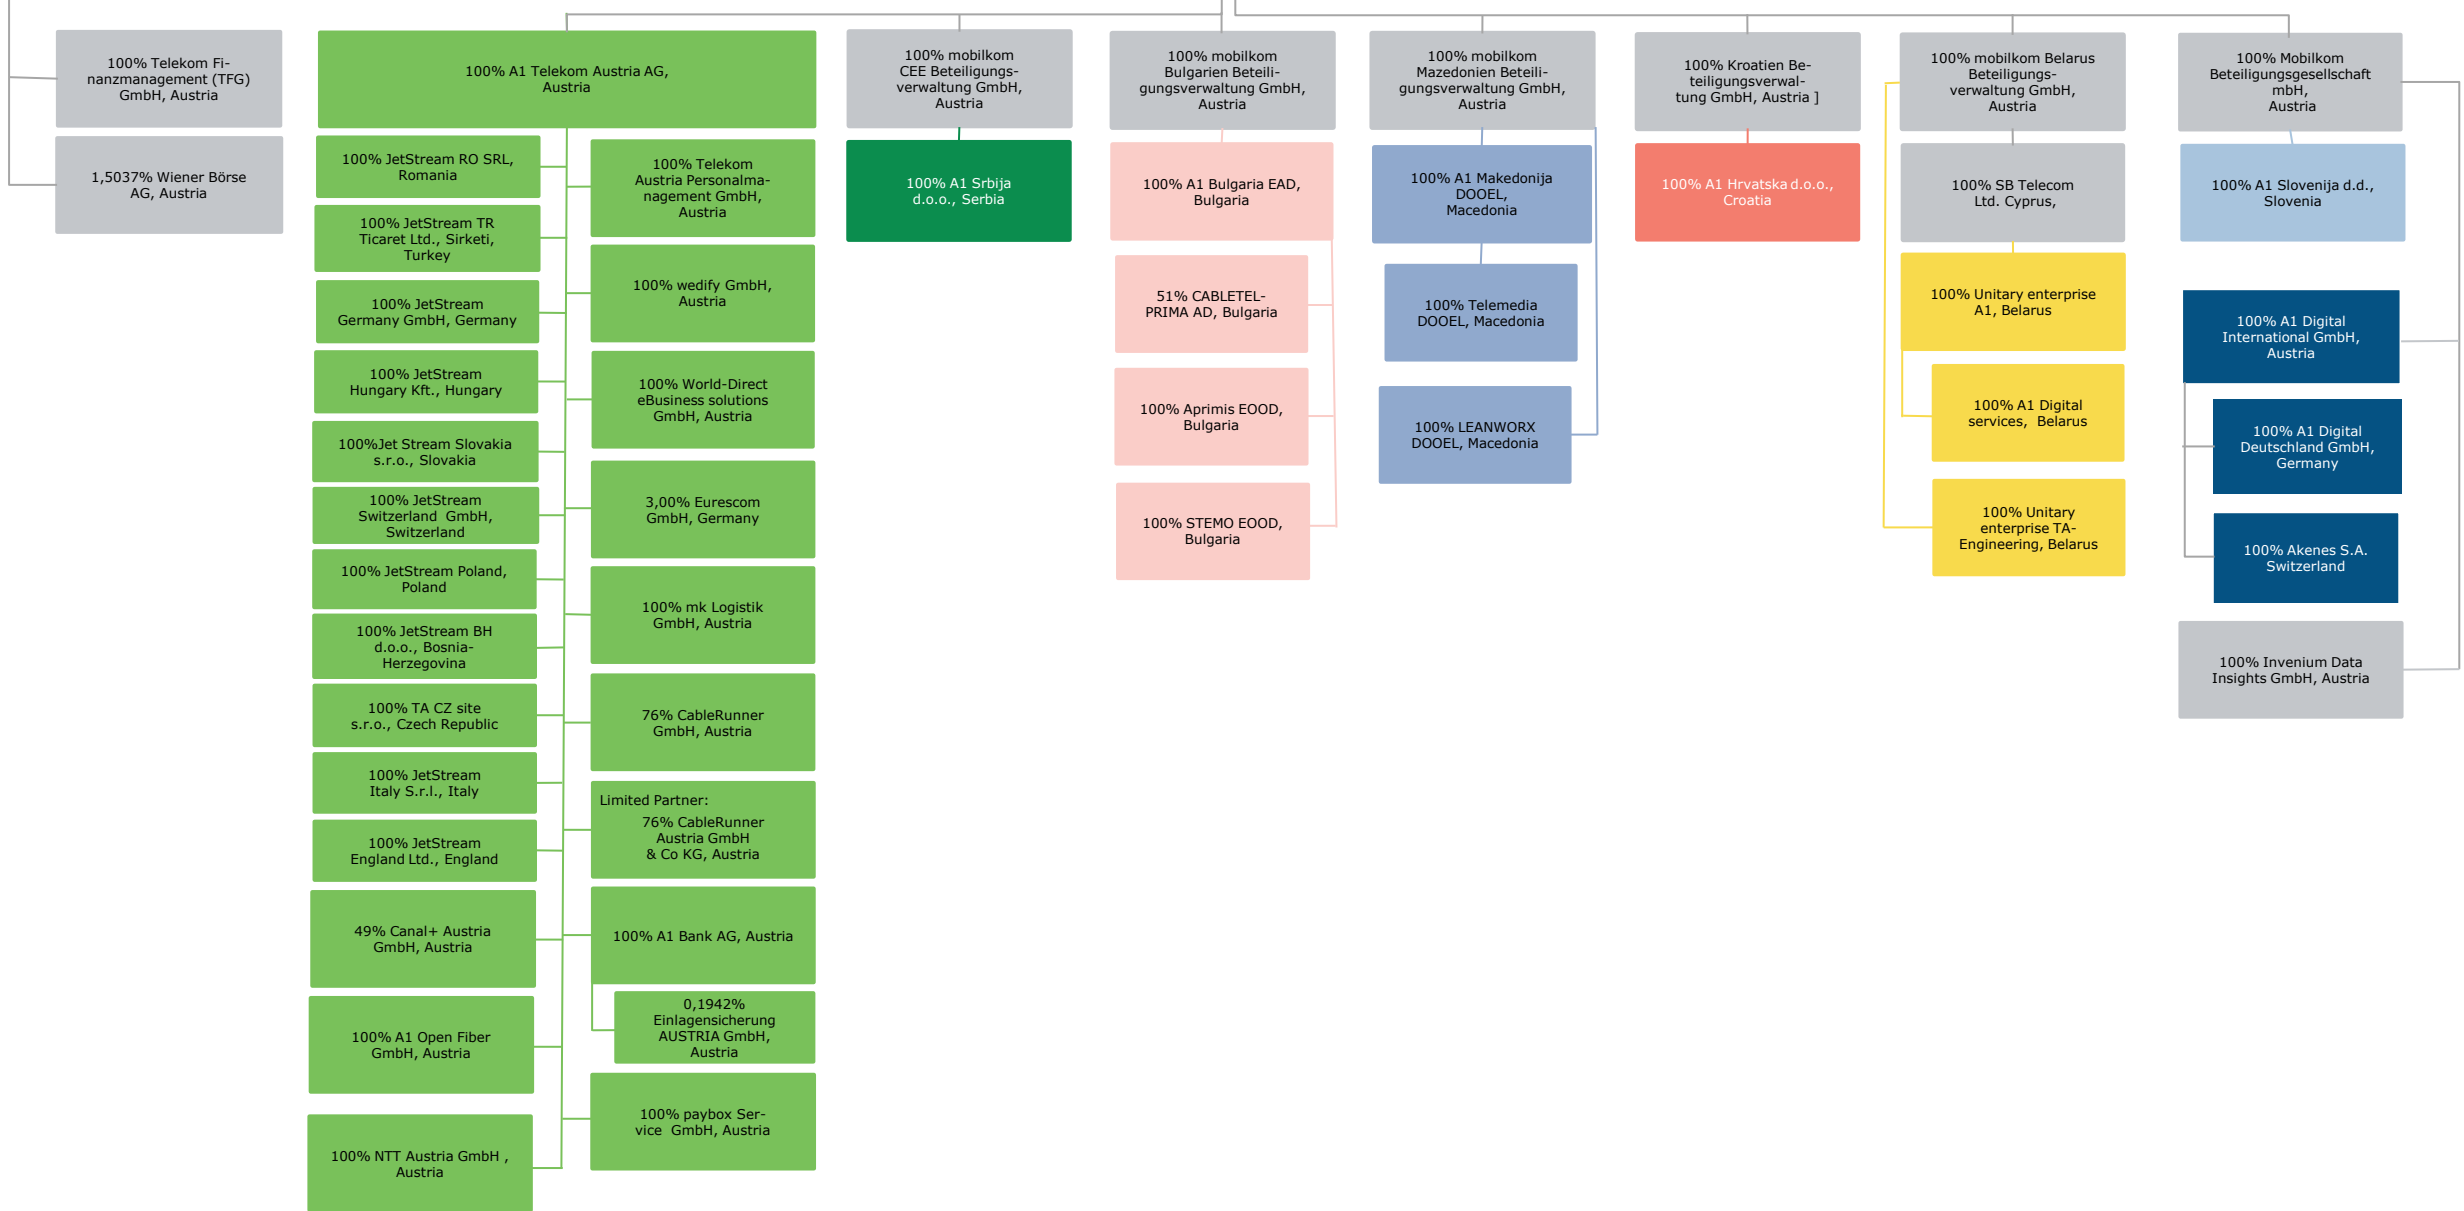 100% Telekom Fi-
nanzmanagement (TFG)
GmbH, Austria
1,5037% Wiener Börse
AG, Austria
100% A1 Telekom Austria AG,
Austria
100% JetStream RO SRL,
Romania
100% JetStream TR
Ticaret Ltd., Sirketi,
Turkey
100% JetStream
Germany GmbH, Germany
100% JetStream
Hungary Kft., Hungary
100%Jet Stream Slovakia
s.r.o., Slovakia
100% JetStream
Switzerland  GmbH,
Switzerland
100% JetStream Poland,
Poland
100% JetStream BH
d.o.o., Bosnia-
Herzegovina
100% TA CZ site
s.r.o., Czech Republic
100% JetStream
Italy S.r.l., Italy
100% JetStream
England Ltd., England
49% Canal+ Austria
GmbH, Austria
100% A1 Open Fiber
GmbH, Austria
100% NTT Austria GmbH ,
Austria
100% Telekom
Austria Personalma-
nagement GmbH,
Austria
100% wedify GmbH,
Austria
100% World-Direct
eBusiness solutions
GmbH, Austria
3,00% Eurescom
GmbH, Germany
100% mk Logistik
GmbH, Austria
76% CableRunner
GmbH, Austria
Limited Partner:
76% CableRunner
Austria GmbH
& Co KG, Austria
100% A1 Bank AG, Austria
0,1942%
Einlagensicherung
AUSTRIA GmbH,
Austria
100% paybox Ser-
vice  GmbH, Austria
100% mobilkom
CEE Beteiligungs-
verwaltung GmbH,
Austria
100% A1 Srbija
d.o.o., Serbia
100% mobilkom
Bulgarien Beteili-
gungsverwaltung GmbH,
Austria
100% A1 Bulgaria EAD,
Bulgaria
51% CABLETEL-
PRIMA AD, Bulgaria
100% Aprimis EOOD,
Bulgaria
100% STEMO EOOD,
Bulgaria
100% mobilkom
Mazedonien Beteili-
gungsverwaltung GmbH,
Austria
100% A1 Makedonija
DOOEL,
Macedonia
100% Telemedia
DOOEL, Macedonia
100% LEANWORX
DOOEL, Macedonia
100% Kroatien Be-
teiligungsverwal-
tung GmbH, Austria ]
100% A1 Hrvatska d.o.o.,
Croatia
100% mobilkom Belarus
Beteiligungs-
verwaltung GmbH,
Austria
100% SB Telecom
Ltd. Cyprus,
100% Unitary enterprise
A1, Belarus
100% A1 Digital
services,  Belarus
100% Unitary
enterprise TA-
Engineering, Belarus
100% Mobilkom
Beteiligungsgesellschaft
mbH,
Austria
100% A1 Slovenija d.d.,
Slovenia
100% A1 Digital
International GmbH,
Austria
100% A1 Digital
Deutschland GmbH,
Germany
100% Akenes S.A.
Switzerland
100% Invenium Data
Insights GmbH, Austria